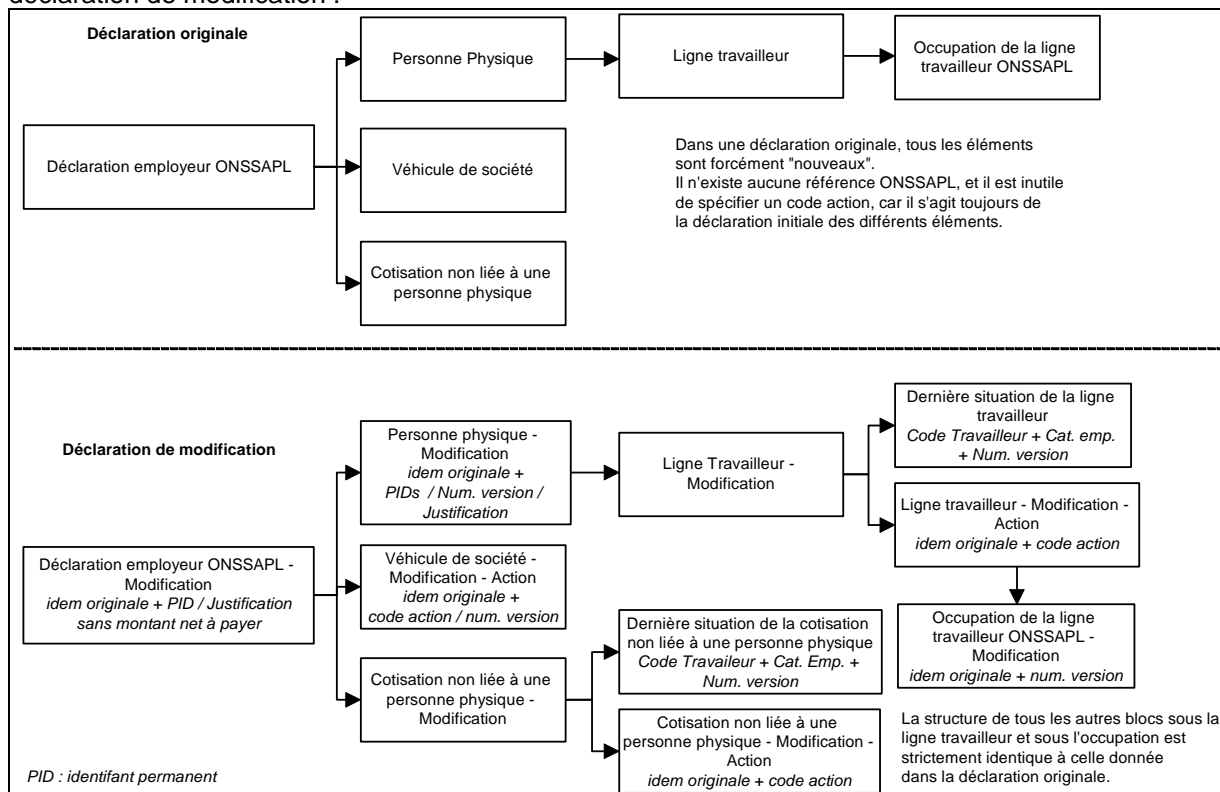 déclaration de modification :
Déclaration originale
Personne Physique
Ligne travailleur
Occupation de la ligne
travailleur ONSSAPL
Déclaration employeur ONSSAPL
Véhicule de société
Cotisation non liée à une
personne physique
Dans une déclaration originale, tous les éléments
sont forcément "nouveaux".
Il n'existe aucune référence ONSSAPL, et il est inutile
de spécifier un code action, car il s'agit toujours de
la déclaration initiale des différents éléments.
Déclaration de modification
Personne physique -
Modification
idem originale +
PIDs / Num. version /
Justification
Ligne Travailleur -
Modification
Dernière situation de la ligne
travailleur
Code Travailleur + Cat. emp.
+ Num. version
Ligne travailleur - Modification -
Action
idem originale + code action
Déclaration employeur ONSSAPL -
Modification
idem originale + PID / Justification
sans montant net à payer
Véhicule de société -
Modification - Action
idem originale +
code action / num. version
Cotisation non liée à une
personne physique -
Modification
Dernière situation de la cotisation
non liée à une personne physique
Code Travaileur + Cat. Emp. +
Num. version
Occupation de la ligne
travailleur ONSSAPL -
Modification
idem originale + num. version
Cotisation non liée à une
personne physique - Modification -
Action
idem originale + code action
La structure de tous les autres blocs sous la
ligne travailleur et sous l'occupation est
strictement identique à celle donnée
dans la déclaration originale.
PID : identifant permanent